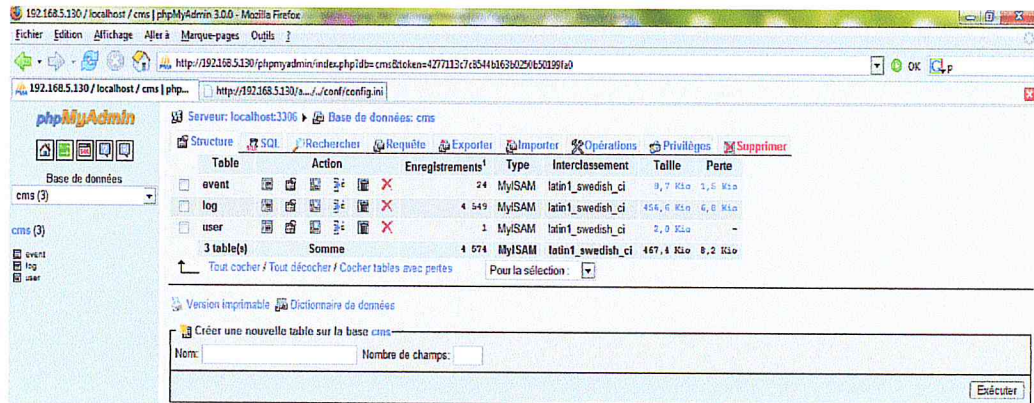 192.168.5.130 / localhost / cms | phpMyAdmin 3.0.0 - Mozilla Firefox
Fichier Edition Affichage Aller à Marque-pages Outils ?
http://192.168.5.130/phpmyadmin/index.php?db=cms&token=4277113c7c8544b163b0250b50199fa0
OK
192.168.5.130 / localhost / cms | php...
http://192.168.5.130/a..../../conf/config.ini
phpMyAdmin
Base de données
cms (3)
cms (3)
event
log
user
Serveur: localhost:3306 Base de données: cms
Structure SQL Rechercher Requête Exporter Importer Opérations Privilèges Supprimer
Table Action Enregistrements¹ Type Interclassement Taille Perte
event 24 MyISAM latin1_swedish_ci Kio Kio
log 4 549 MyISAM latin1_swedish_ci 456,6 Kio Kio
user 1 MyISAM latin1_swedish_ci 2,0 Kio -
3 table(s) Somme 4 574 MyISAM latin1_swedish_ci 467,4 Kio 8,2 Kio
Tout cocher / Tout décocher / Cocher tables avec pertes Pour la sélection :
Version imprimable Dictionnaire de données
Créer une nouvelle table sur la base cms
Nom: Nombre de champs:
Exécuter